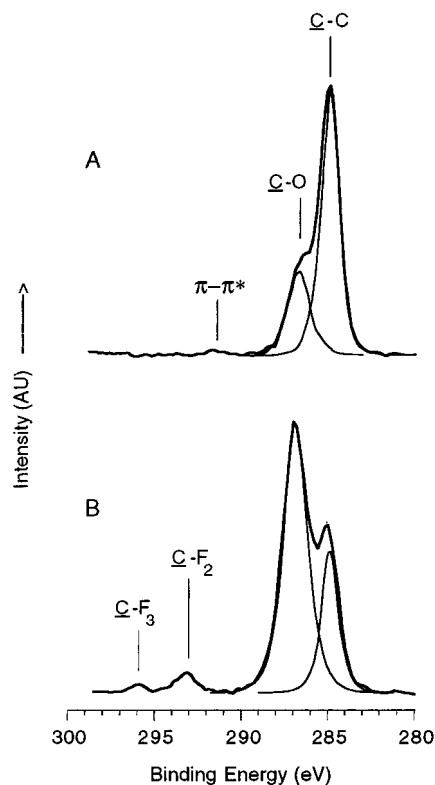 C-C
A
C-O
π–π*
Intensity (AU) ——>
B
C-F₂
C-F₃
300 295 290 285 280
Binding Energy (eV)